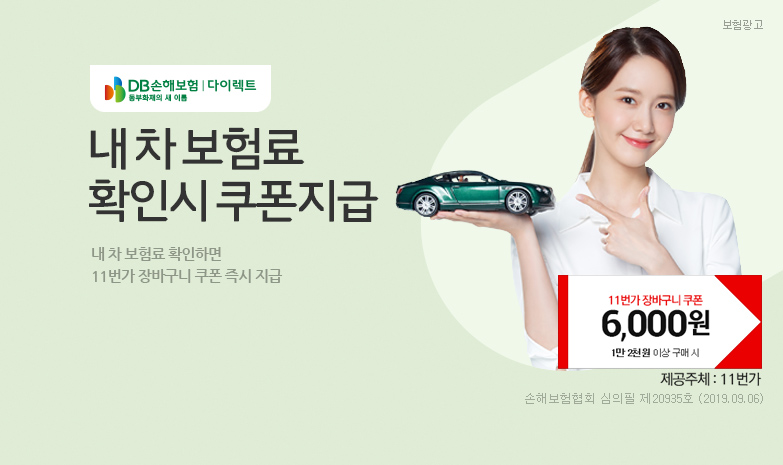 보험광고
DB손해보험 | 다이렉트
동부화재의 새 이름
내 차 보험료
확인시 쿠폰지급
내 차 보험료 확인하면
11번가 장바구니 쿠폰 즉시 지급
11번가 장바구니 쿠폰
6,000원
1만 2천원 이상 구매 시
제공주체 : 11번가
손해보험협회 심의필 제20935호 (2019.09.06)